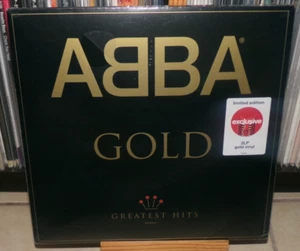 ABBA
GOLD
limited edition
exclusive
2LP
gold vinyl
GREATEST HITS